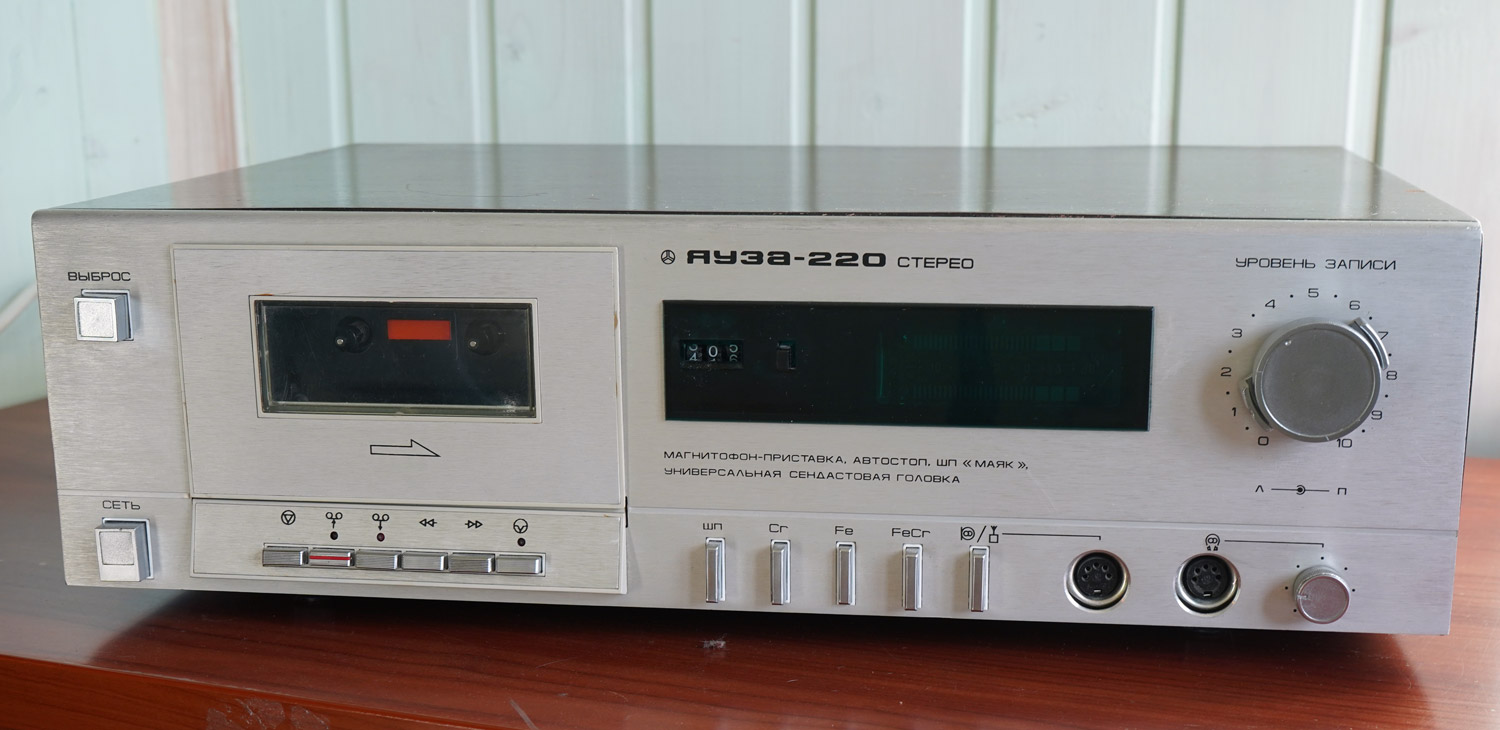 ВЫБРОС
СЕТЬ
ЯУЗА-220 СТЕРЕО
МАГНИТОФОН-ПРИСТАВКА, АВТОСТОП, ШП «МАЯК»,
УНИВЕРСАЛЬНАЯ СЕНДАСТОВАЯ ГОЛОВКА
УРОВЕНЬ ЗАПИСИ
0 1 2 3 4 5 6 7 8 9 10
Л П
ШП Cr Fe FeCr